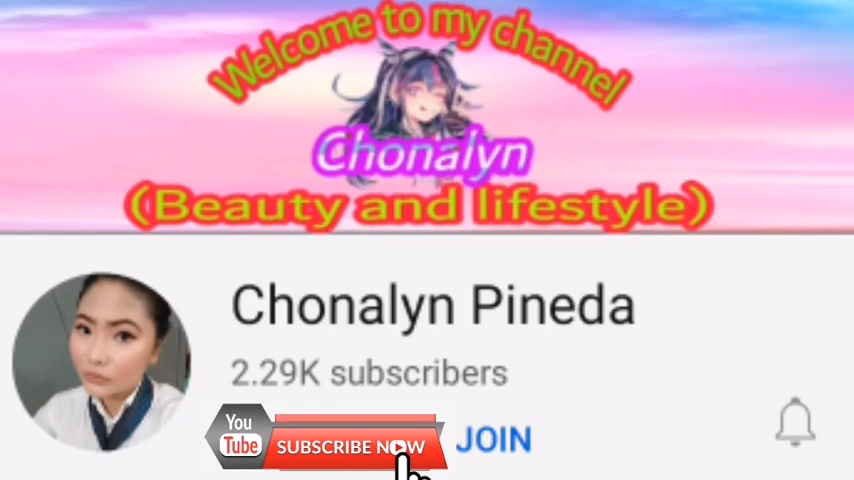 Welcome to my channel
Chonalyn
(Beauty and lifestyle)
Chonalyn Pineda
2.29K subscribers
You
Tube
SUBSCRIBE NOW
JOIN